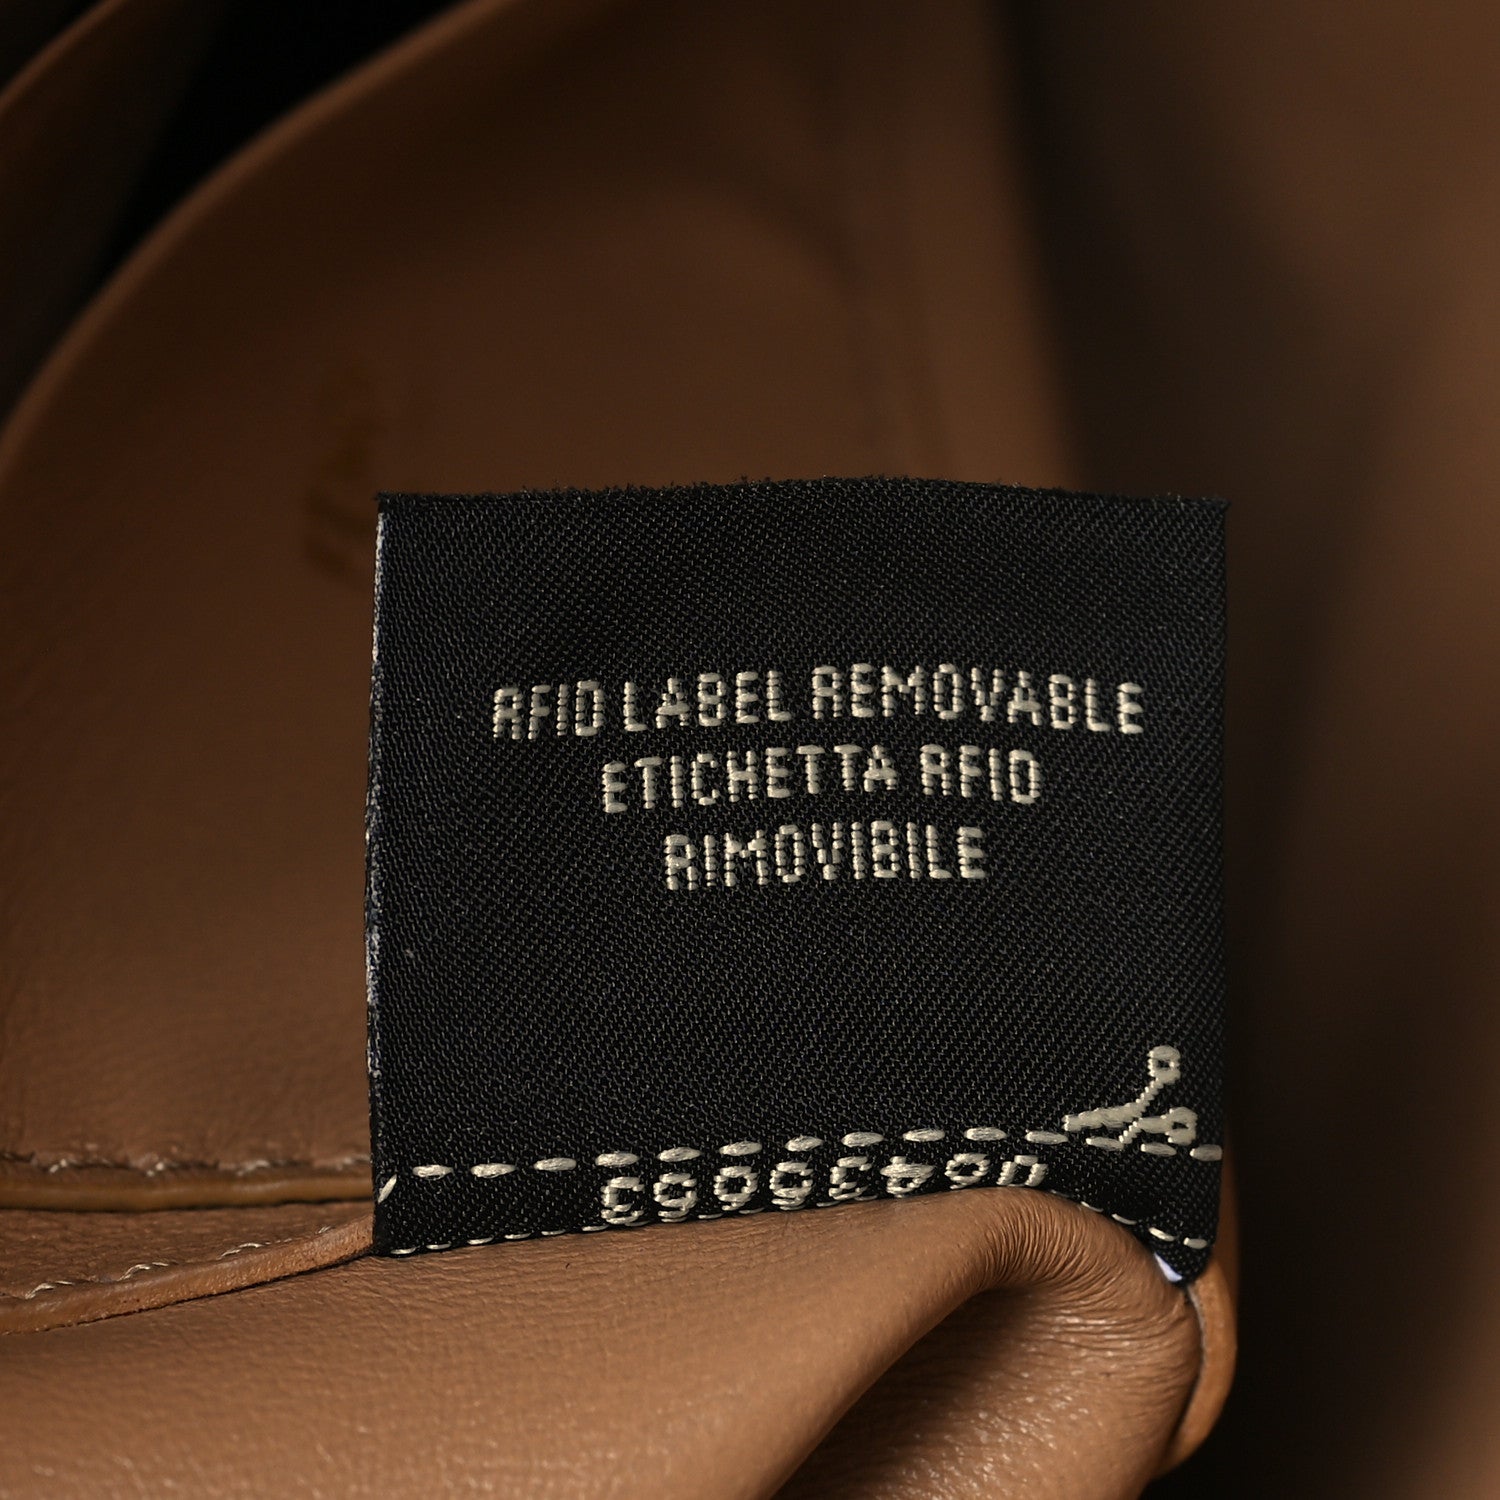 RFID LABEL REMOVABLE
ETICHETTA RFID
RIMOVIBILE